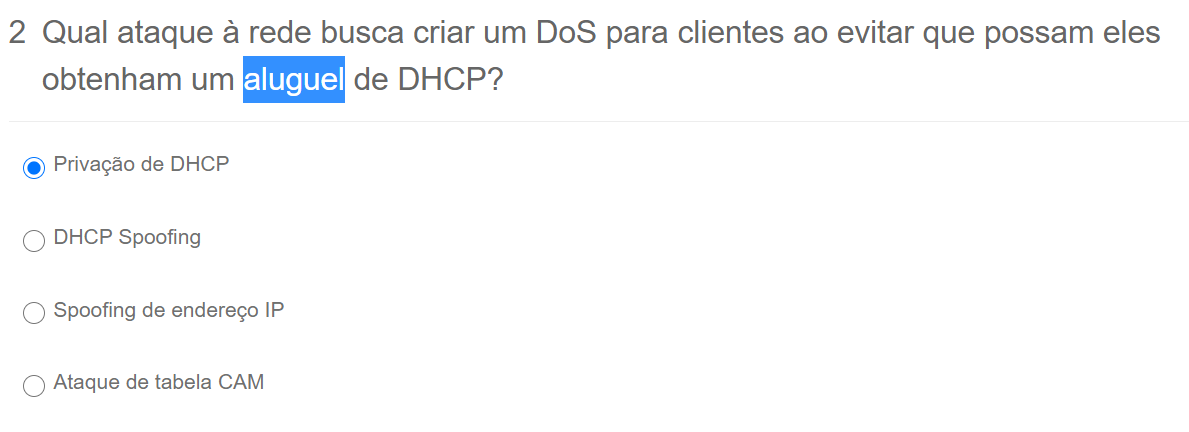 2 Qual ataque à rede busca criar um DoS para clientes ao evitar que possam eles
obtenham um aluguel de DHCP?
Privação de DHCP
DHCP Spoofing
Spoofing de endereço IP
Ataque de tabela CAM